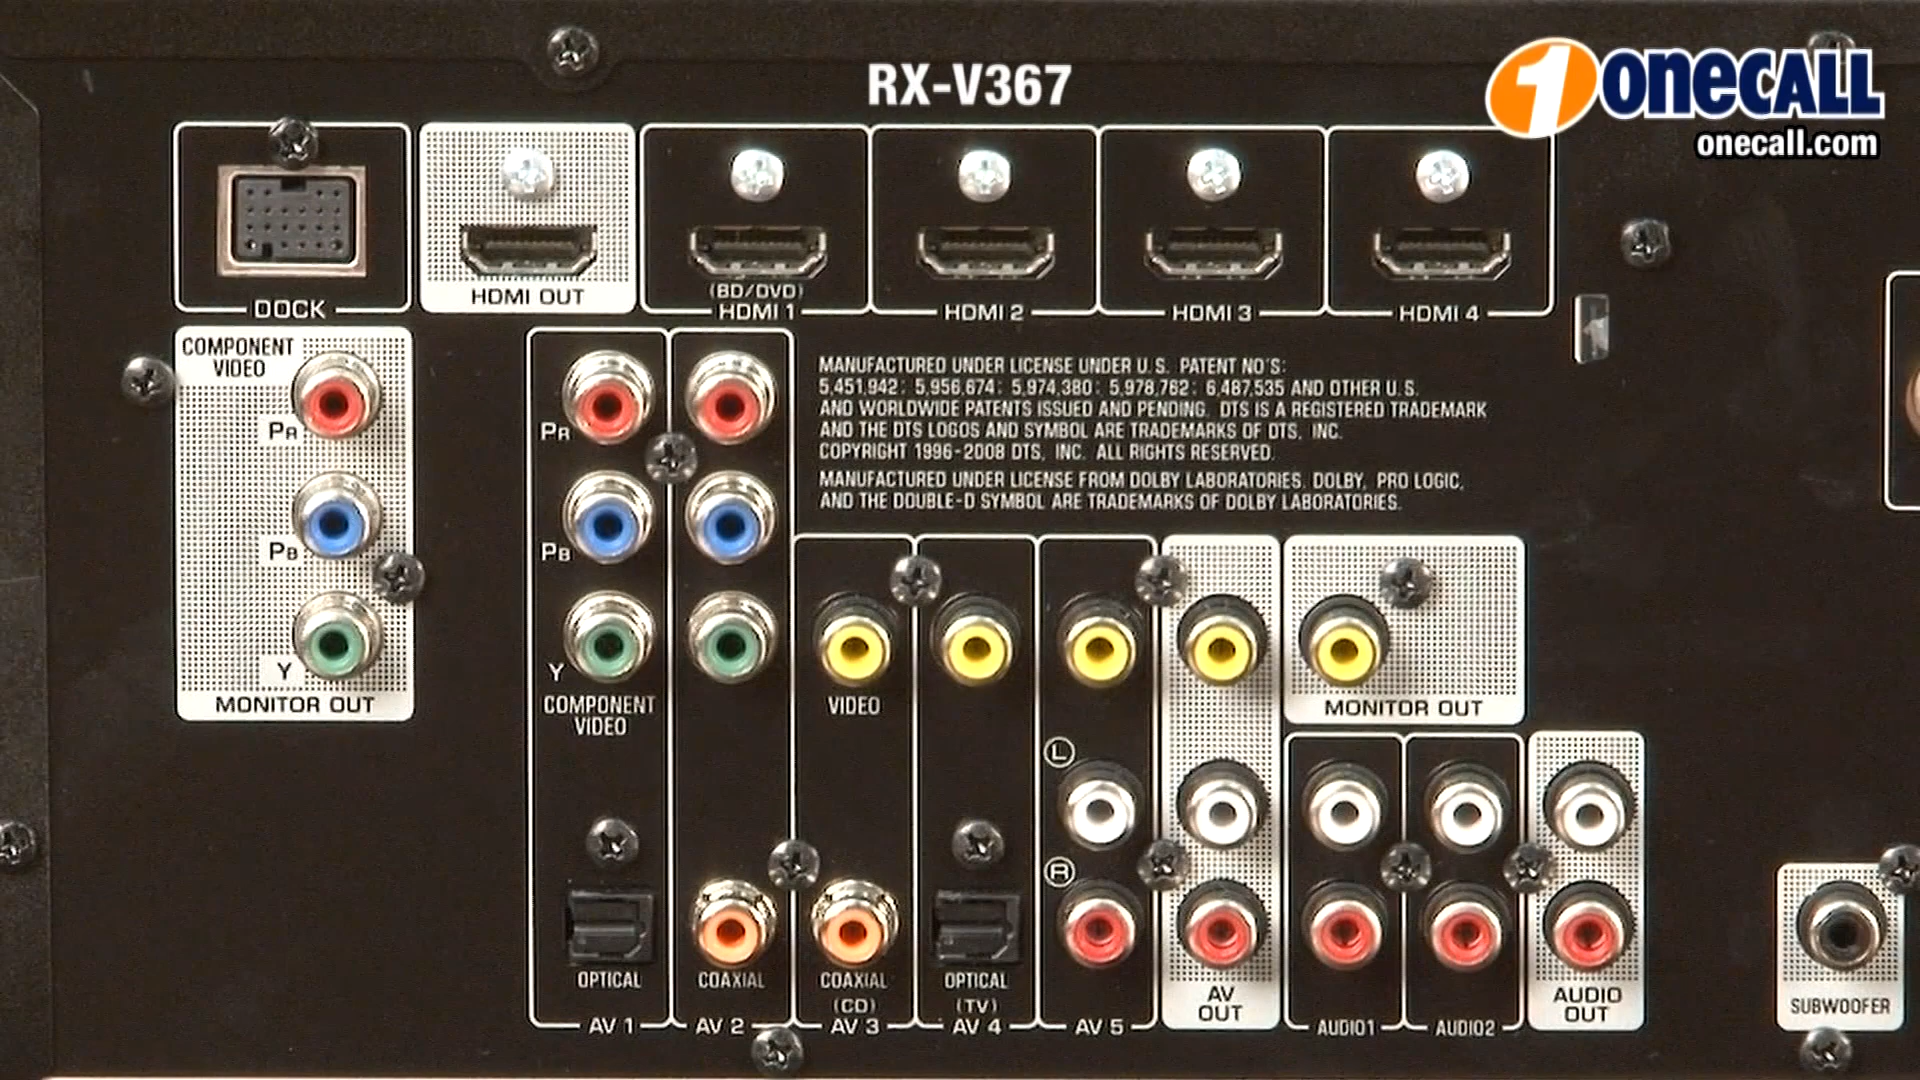 RX-V367
1 onecall
onecall.com
DOCK
HDMI OUT
(BD/DVD)
HDMI 1
HDMI 2
HDMI 3
HDMI 4
COMPONENT
VIDEO
PR
PB
Y
MONITOR OUT
PR
PB
Y
COMPONENT
VIDEO
MANUFACTURED UNDER LICENSE UNDER U.S. PATENT NO'S:
5,451,942; 5,956,674; 5,974,380; 5,978,762; 6,487,535 AND OTHER U.S.
AND WORLDWIDE PATENTS ISSUED AND PENDING. DTS IS A REGISTERED TRADEMARK
AND THE DTS LOGOS AND SYMBOL ARE TRADEMARKS OF DTS, INC.
COPYRIGHT 1996-2008 DTS, INC. ALL RIGHTS RESERVED.
MANUFACTURED UNDER LICENSE FROM DOLBY LABORATORIES. DOLBY, PRO LOGIC,
AND THE DOUBLE-D SYMBOL ARE TRADEMARKS OF DOLBY LABORATORIES.
VIDEO
MONITOR OUT
L
R
OPTICAL
AV 1
COAXIAL
AV 2
COAXIAL
(CD)
AV 3
OPTICAL
(TV)
AV 4
AV 5
AV
OUT
AUDIO1
AUDIO2
AUDIO
OUT
SUBWOOFER